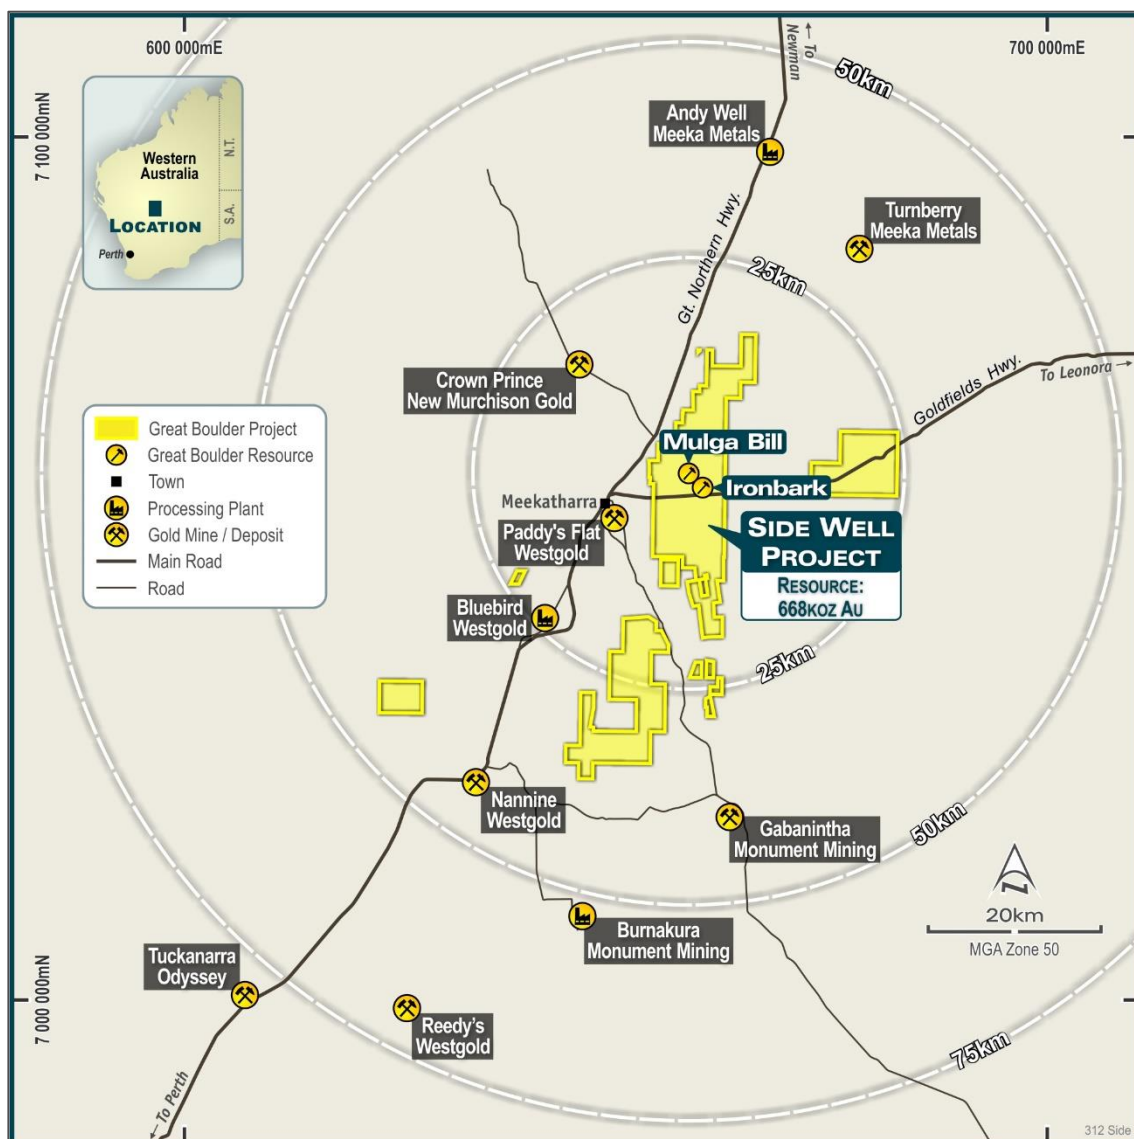 600 000mE
700 000mE
7 100 000mN
7 000 000mN
Western
Australia
LOCATION
Perth
N.T.
S.A.
To
Newman
50km
Andy Well
Meeka Metals
Turnberry
Meeka Metals
25km
Gt. Northern Hwy.
Crown Prince
New Murchison Gold
To Leonora
Goldfields Hwy.
Great Boulder Project
Great Boulder Resource
Town
Processing Plant
Gold Mine / Deposit
Main Road
Road
Mulga Bill
Ironbark
Meekatharra
Paddy's Flat
Westgold
SIDE WELL
PROJECT
RESOURCE:
668KOZ AU
Bluebird
Westgold
25km
Nannine
Westgold
Gabanintha
Monument Mining
50km
20km
MGA Zone 50
Burnakura
Monument Mining
Tuckanarra
Odyssey
Reedy's
Westgold
75km
To Perth
312 Side